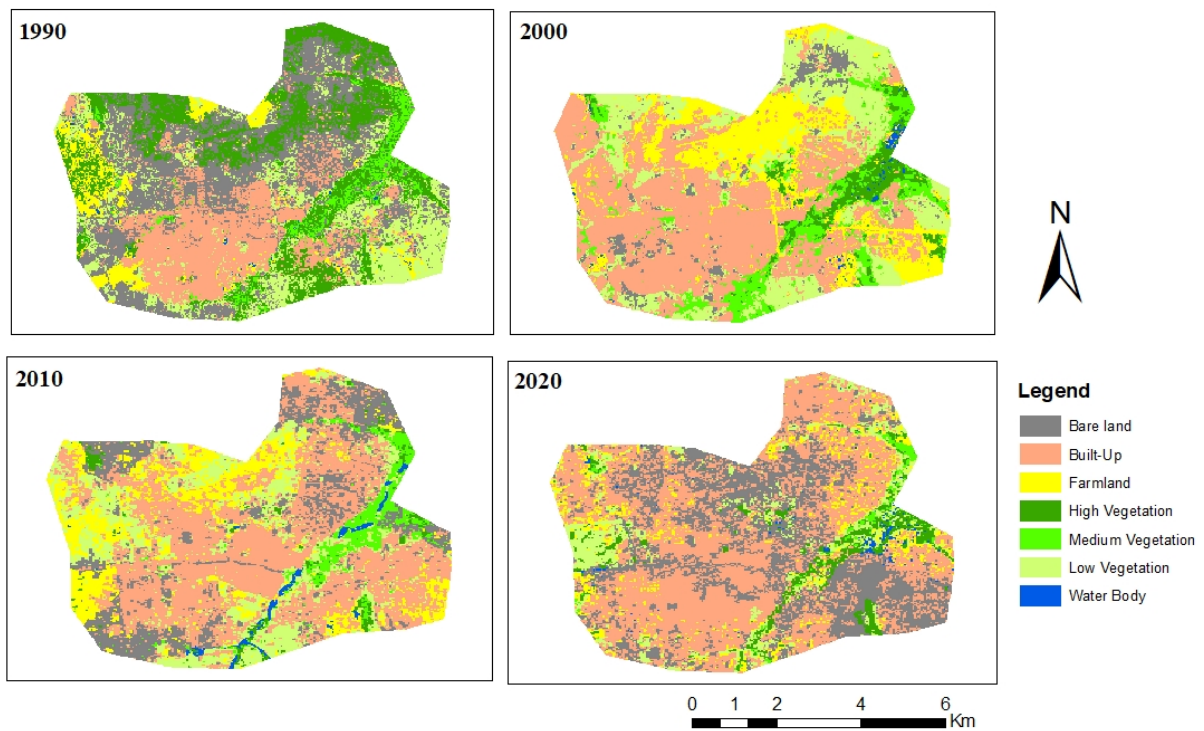 1990
2000
N
2010
2020
Legend
Bare land
Built-Up
Farmland
High Vegetation
Medium Vegetation
Low Vegetation
Water Body
0 1 2 4 6
Km